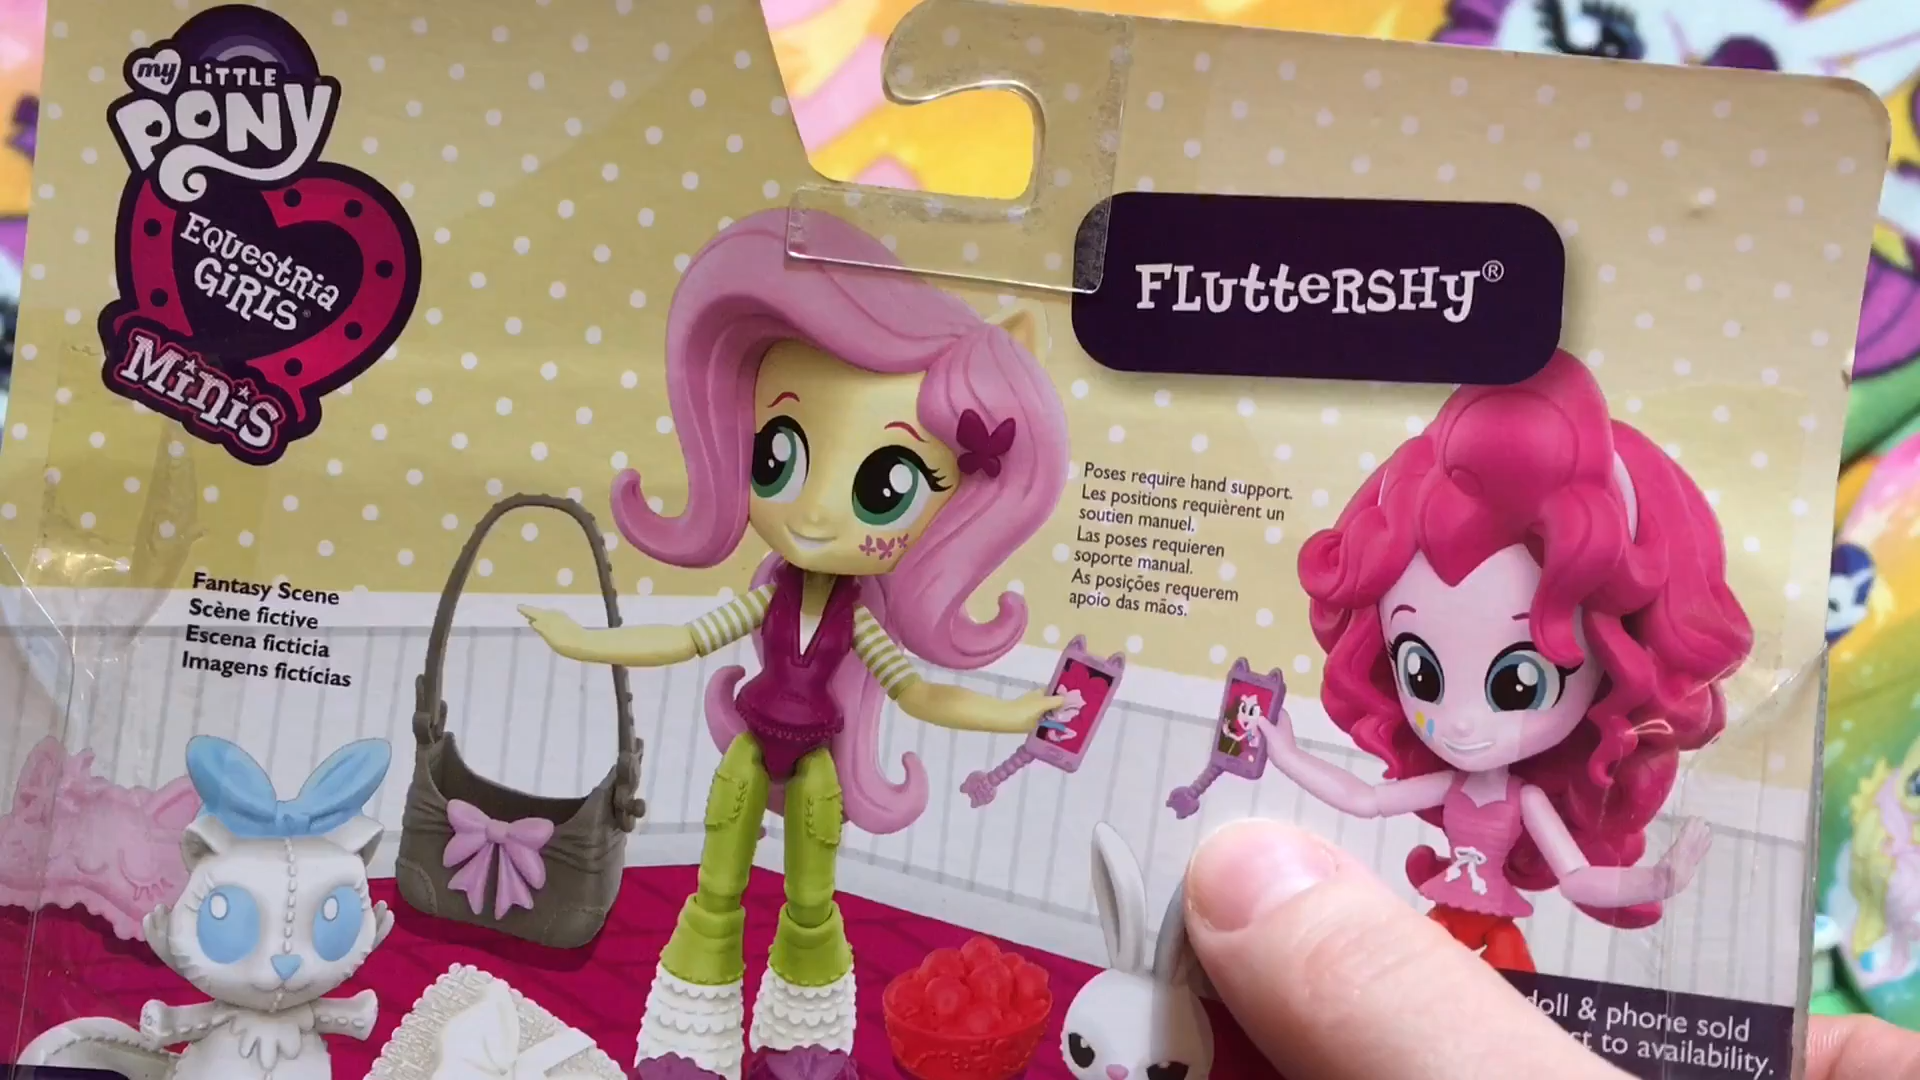 my LiTTLE
PONY
EQUESTRIA
GiRLS
MiNiS
FLutteRSHY®
Poses require hand support.
Les positions requièrent un
soutien manuel.
Las poses requieren
soporte manual.
As posições requerem
apoio das mãos.
Fantasy Scene
Scène fictive
Escena ficticia
Imagens fictícias
doll & phone sold
to availability.